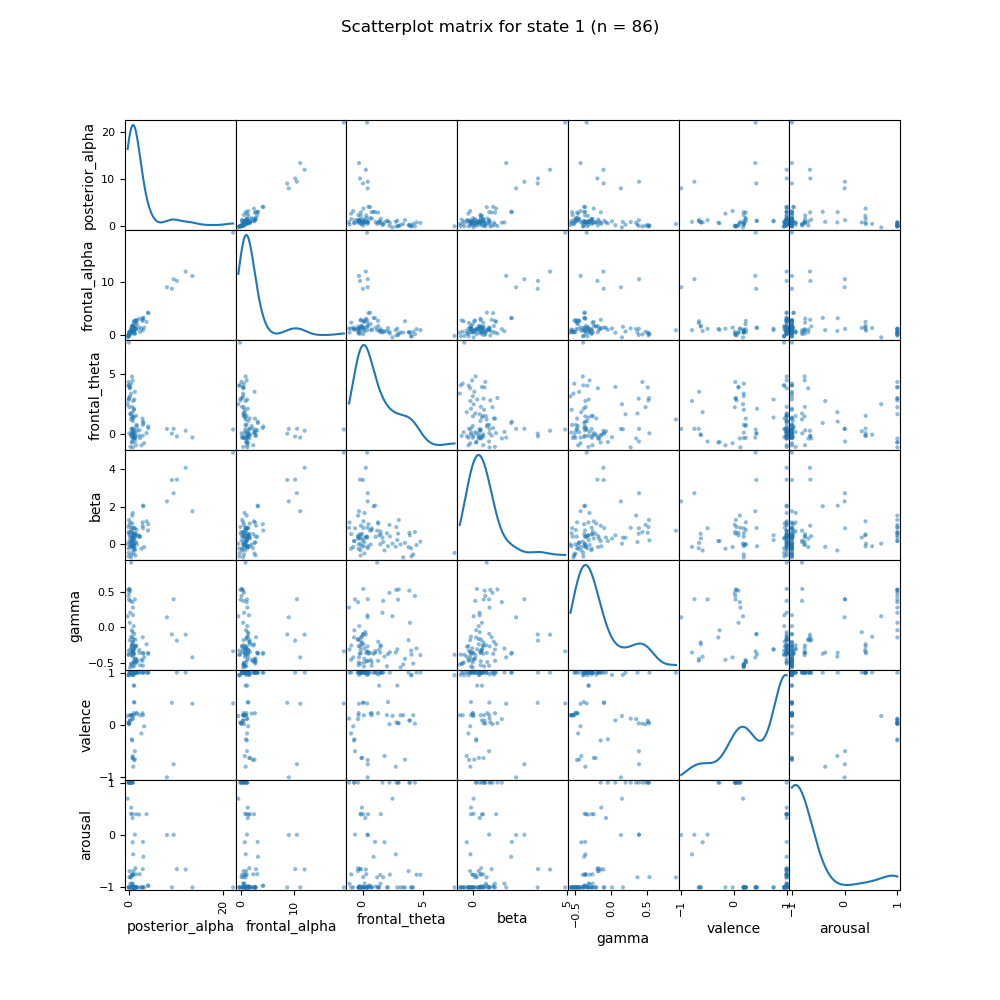 Scatterplot matrix for state 1 (n = 86)
posterior_alpha
20
10
0
frontal_alpha
10
0
frontal_theta
5
0
beta
4
2
0
gamma
0.5
0.0
−0.5
valence
1
0
−1
arousal
1
0
−1
0 20 0 10 5 0 5 −0.5 0.0 0.5 −1 0 1 −1 0 1
posterior_alpha frontal_alpha frontal_theta beta gamma valence arousal